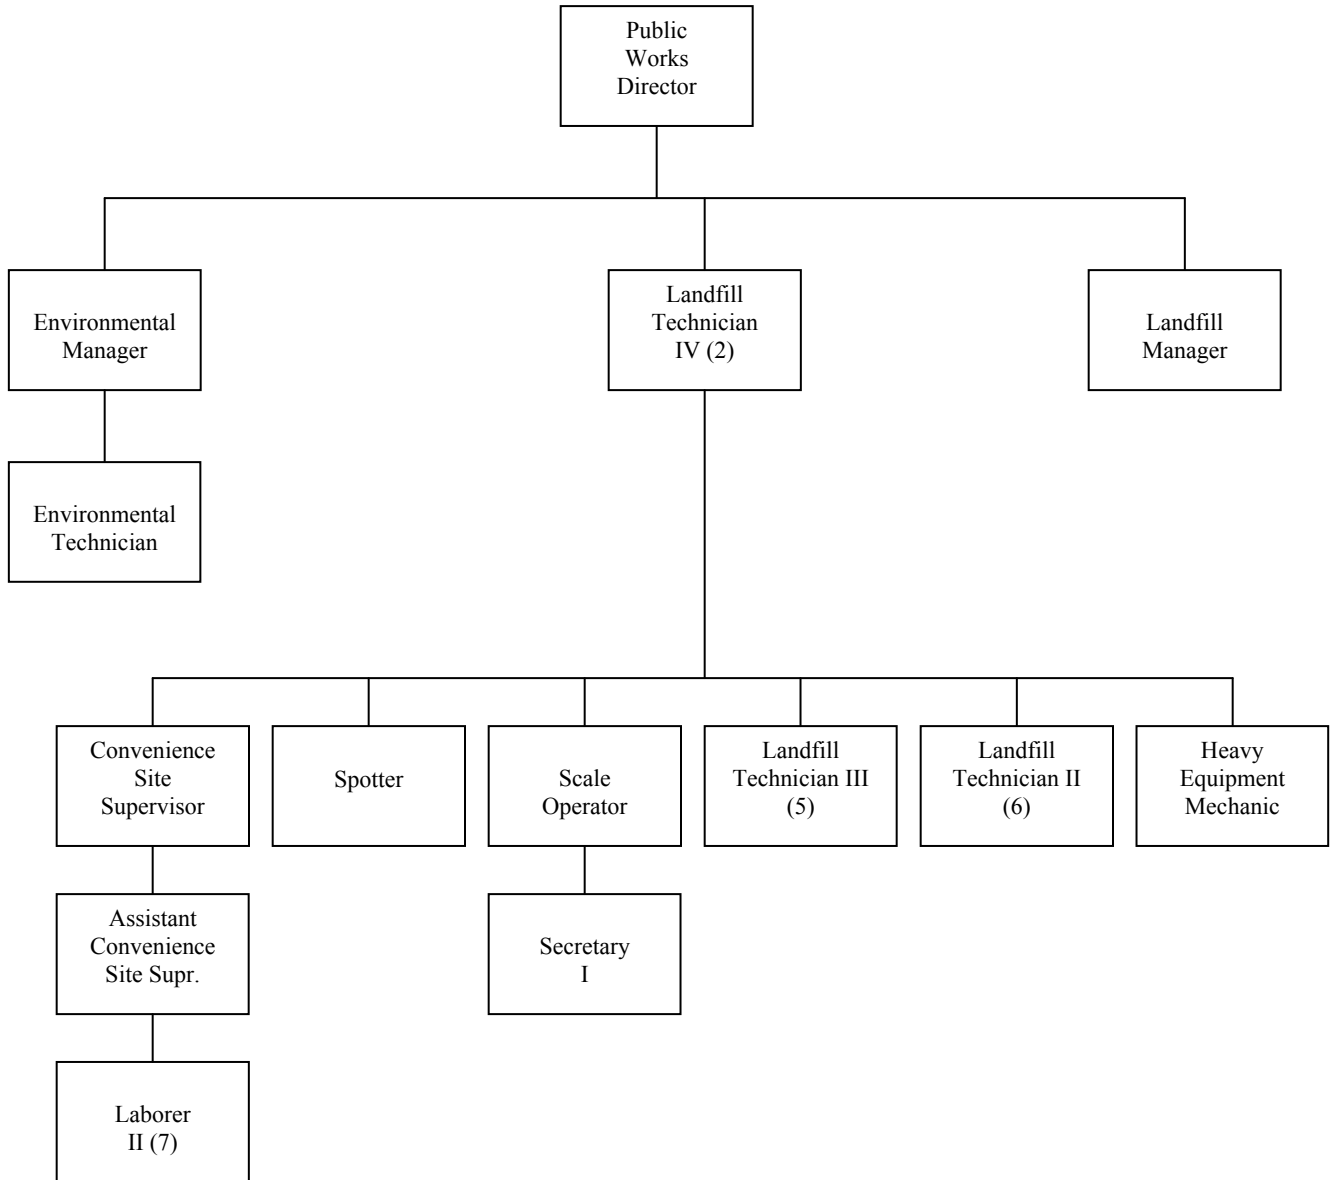 Public
Works
Director
Environmental
Manager
Landfill
Technician
IV (2)
Landfill
Manager
Environmental
Technician
Convenience
Site
Supervisor
Spotter
Scale
Operator
Landfill
Technician III
(5)
Landfill
Technician II
(6)
Heavy
Equipment
Mechanic
Assistant
Convenience
Site Supr.
Secretary
I
Laborer
II (7)